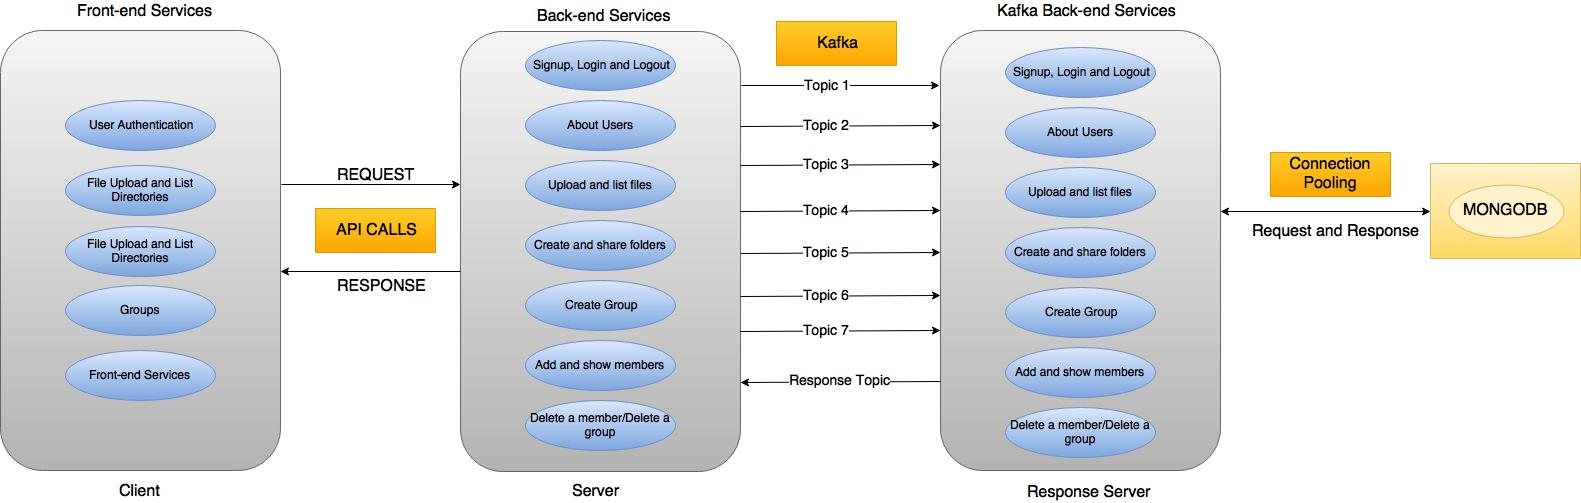 Front-end Services
User Authentication
File Upload and List
Directories
File Upload and List
Directories
Groups
Front-end Services
Client
REQUEST
API CALLS
RESPONSE
Back-end Services
Signup, Login and Logout
About Users
Upload and list files
Create and share folders
Create Group
Add and show members
Delete a member/Delete a
group
Server
Kafka
Topic 1
Topic 2
Topic 3
Topic 4
Topic 5
Topic 6
Topic 7
Response Topic
Kafka Back-end Services
Signup, Login and Logout
About Users
Upload and list files
Create and share folders
Create Group
Add and show members
Delete a member/Delete a
group
Response Server
Connection
Pooling
Request and Response
MONGODB